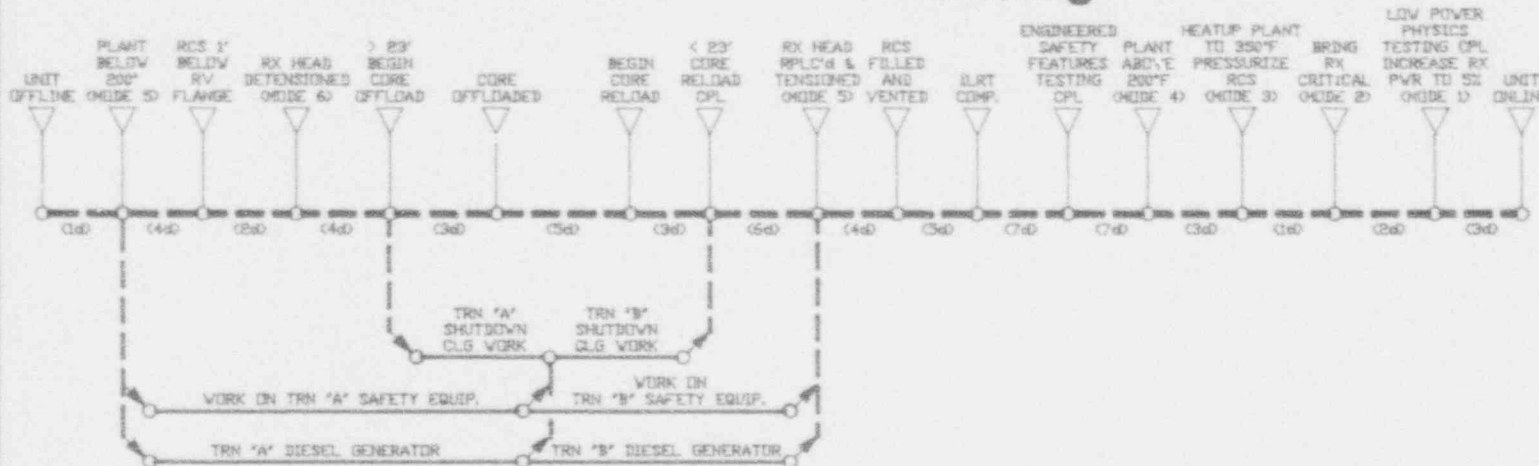 UNIT
OFFLINE
PLANT
BELOW
200°
(MODE 5)
RCS 1'
BELOW
RV
FLANGE
RX HEAD
DETENSIONED
(MODE 6)
> 23'
BEGIN
CORE
OFFLOAD
CORE
OFFLOADED
BEGIN
CORE
RELOAD
< 23'
CORE
RELOAD
CPL
RX HEAD
RPLC'd &
TENSIONED
(MODE 5)
RCS
FILLED
AND
VENTED
ILRT
COMP.
ENGINEERED
SAFETY
FEATURES
TESTING
CPL
PLANT
ABOVE
200°F
(MODE 4)
HEATUP PLANT
TO 350°F
PRESSURIZE
RCS
(MODE 3)
BRING
RX
CRITICAL
(MODE 2)
LOW POWER
PHYSICS
TESTING CPL
INCREASE RX
PWR TO 5%
(MODE 1)
UNIT
ONLINE
(1d) (4d) (2d) (4d) (3d) (5d) (3d) (4d) (7d) (7d) (3d) (1d) (2d) (3d)
TRN "A"
SHUTDOWN
CLG WORK
TRN "B"
SHUTDOWN
CLG WORK
WORK ON TRN "A" SAFETY EQUIP.
WORK ON
TRN "B" SAFETY EQUIP.
TRN "A" DIESEL GENERATOR
TRN "B" DIESEL GENERATOR